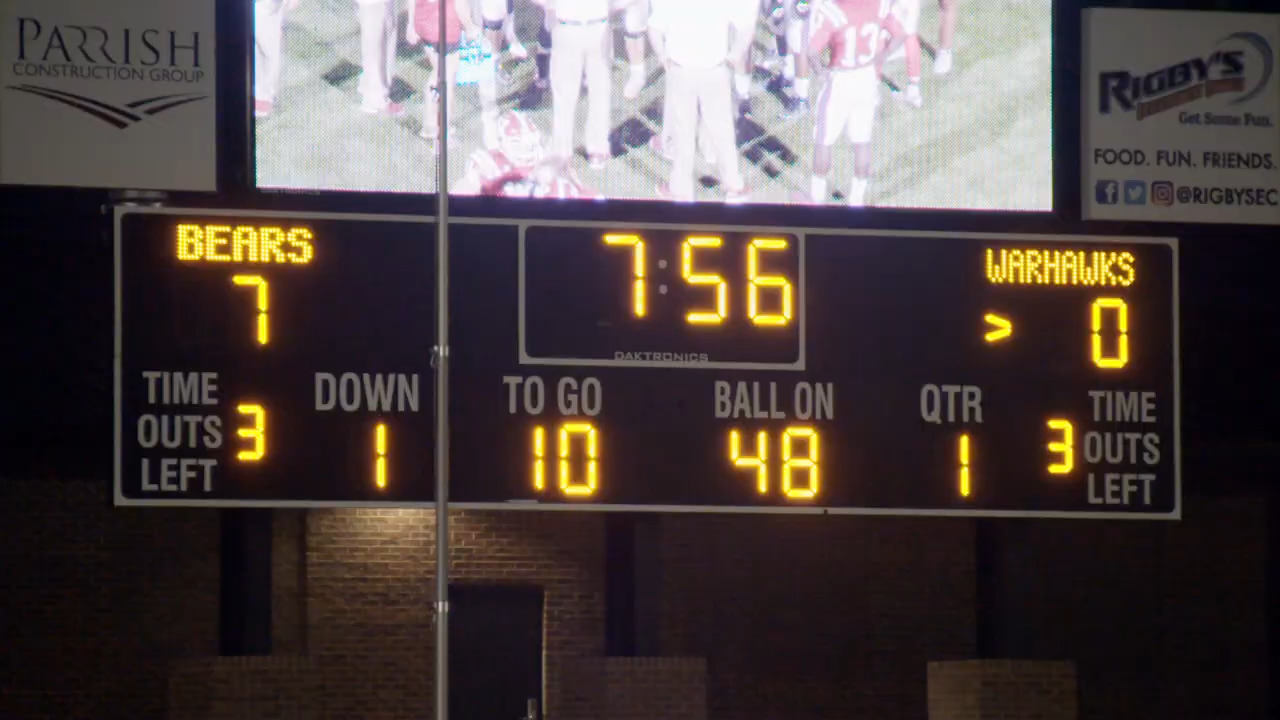 PARRISH
CONSTRUCTION GROUP
13
RIGBY'S
Get Some Fun.
FOOD. FUN. FRIENDS.
@RIGBYSEC
BEARS
7
7:56
DAKTRONICS
WARHAWKS
> 0
TIME OUTS LEFT 3
DOWN 1
TO GO 10
BALL ON 48
QTR 1
3 TIME OUTS LEFT